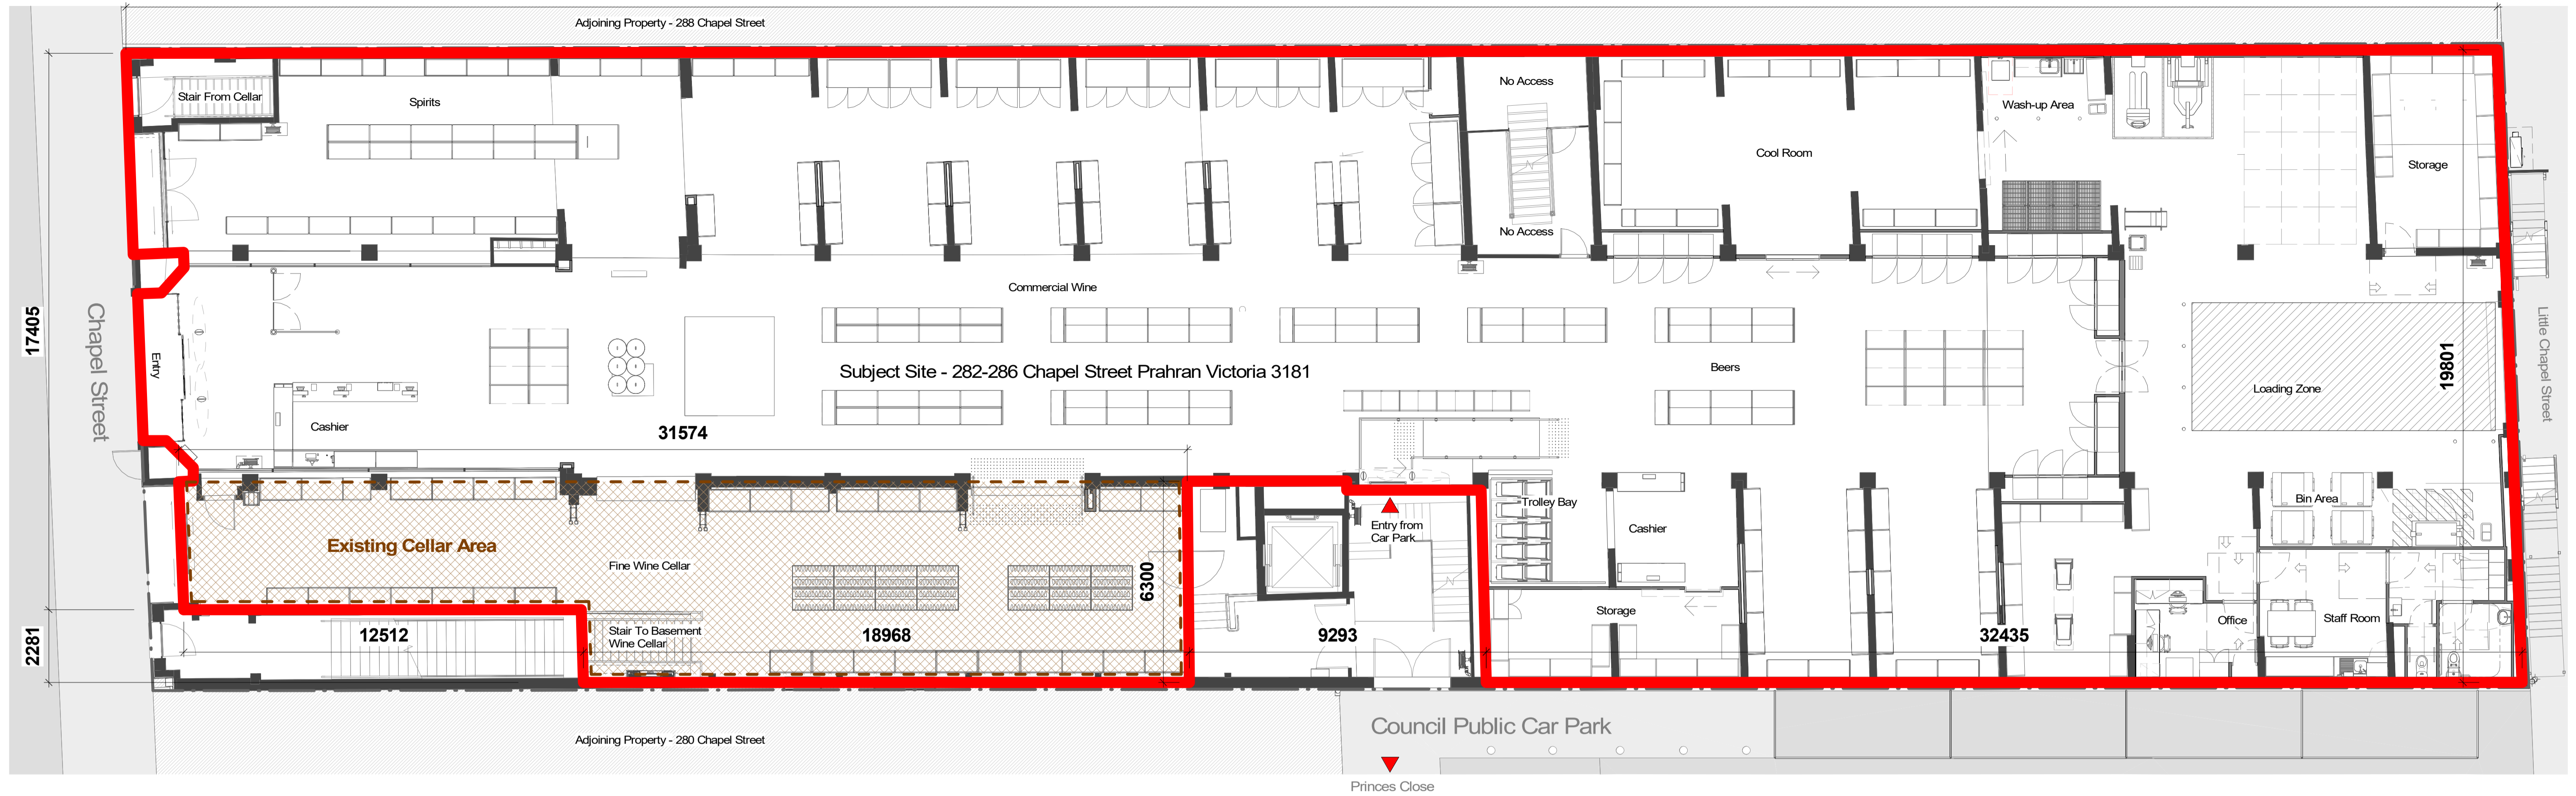 Adjoining Property - 288 Chapel Street
Stair From Cellar
Spirits
No Access
Wash-up Area
Cool Room
Storage
No Access
Commercial Wine
Chapel Street
17405
Entry
Subject Site - 282-286 Chapel Street Prahran Victoria 3181
Beers
19801
Little Chapel Street
Loading Zone
Cashier
31574
Trolley Bay
Bin Area
Entry from
Car Park
Cashier
Existing Cellar Area
Fine Wine Cellar
6300
Storage
Office
Staff Room
2281
12512
Stair To Basement
Wine Cellar
18968
9293
32435
Council Public Car Park
Adjoining Property - 280 Chapel Street
Princes Close